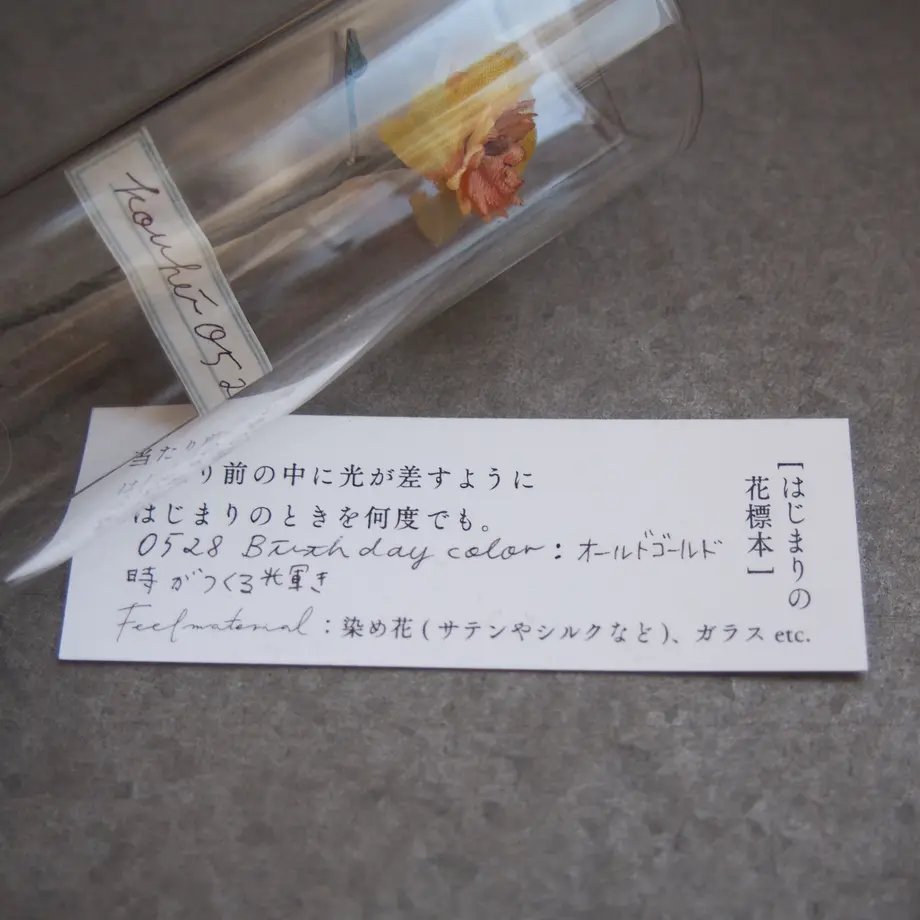 kouhei 052
当たり
り前の中に光が差すように
はじまりのときを何度でも。
0528 Birthday color : オールドゴールド
時がつくる光輝き
Feel material : 染め花 ( サテンやシルクなど )、ガラス etc.
[ はじまりの
花標本 ]